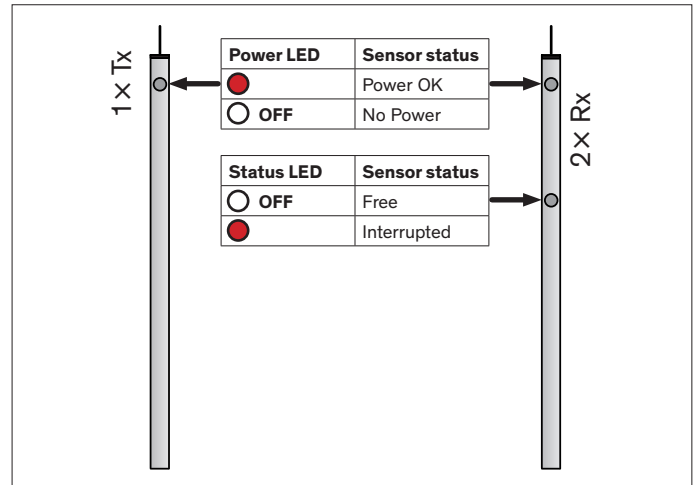 1× Tx
Power LED Sensor status
Power OK
OFF No Power
2× Rx
Status LED Sensor status
OFF Free
Interrupted